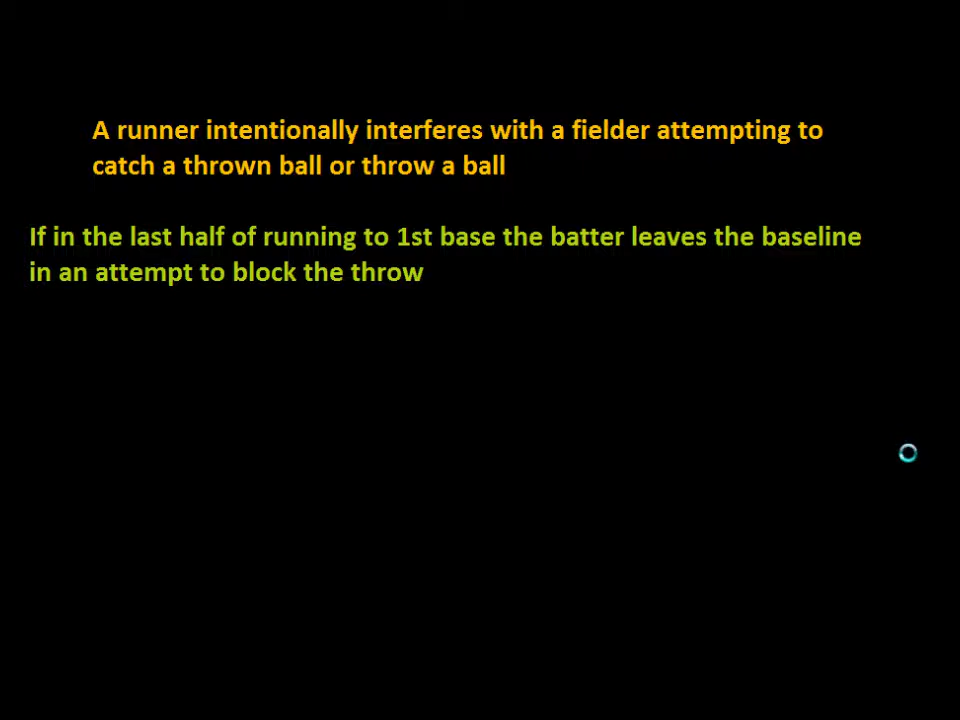 A runner intentionally interferes with a fielder attempting to
catch a thrown ball or throw a ball
If in the last half of running to 1st base the batter leaves the baseline
in an attempt to block the throw